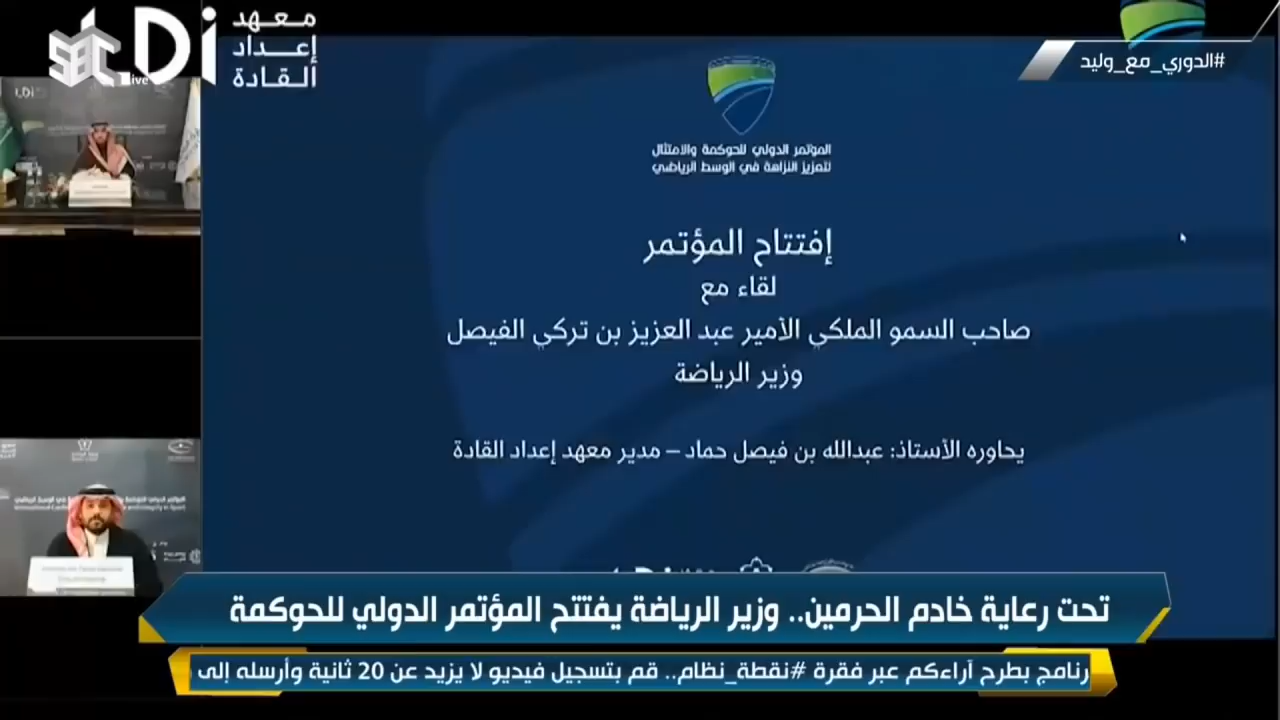 معهد
إعداد
القادة
LDi
SBC
Live
#الدوري_مع_وليد
المؤتمر الدولي للحوكمة والامتثال
لتعزيز النزاهة في الوسط الرياضي
إفتتاح المؤتمر
لقاء مع
صاحب السمو الملكي الأمير عبد العزيز بن تركي الفيصل
وزير الرياضة
يحاوره الأستاذ: عبدالله بن فيصل حماد – مدير معهد إعداد القادة
تحت رعاية خادم الحرمين.. وزير الرياضة يفتتح المؤتمر الدولي للحوكمة
رنامج بطرح آراءكم عبر فقرة #نقطة_نظام.. قم بتسجيل فيديو لا يزيد عن 20 ثانية وأرسله إلى